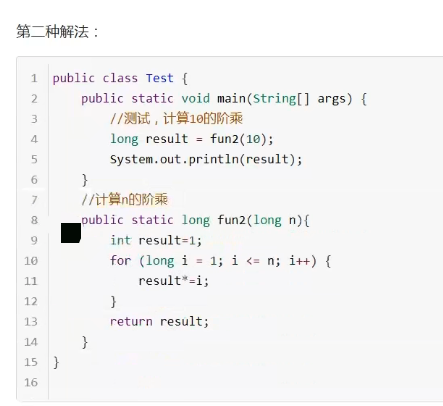 第二种解法：
1 public class Test {
2 public static void main(String[] args) {
3 //测试，计算10的阶乘
4 long result = fun2(10);
5 System.out.println(result);
6 }
7 //计算n的阶乘
8 public static long fun2(long n){
9 int result=1;
10 for (long i = 1; i <= n; i++) {
11 result*=i;
12 }
13 return result;
14 }
15 }
16